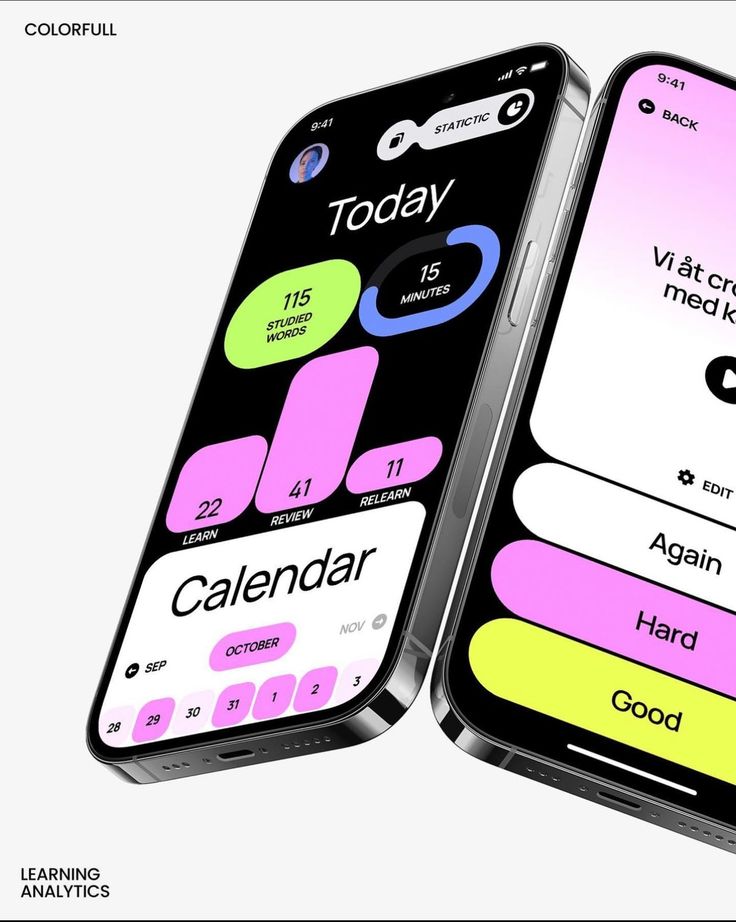 COLORFULL
9:41
STATICTIC
Today
115
STUDIED
WORDS
15
MINUTES
22
LEARN
41
REVIEW
11
RELEARN
Calendar
SEP
OCTOBER
NOV
28 29 30 31 1 2 3
9:41
BACK
Vi åt
med
EDIT
Again
Hard
Good
LEARNING
ANALYTICS